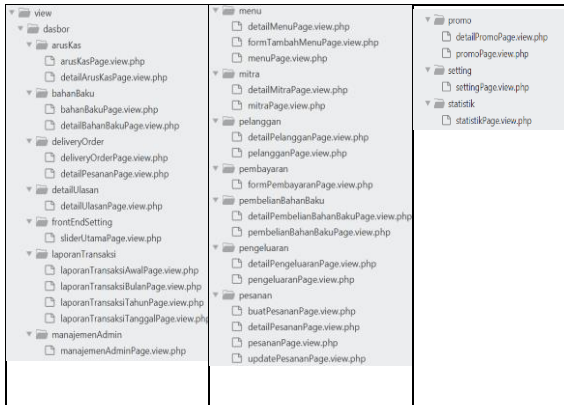 view
dasbor
arusKas
arusKasPage.view.php
detailArusKasPage.view.php
bahanBaku
bahanBakuPage.view.php
detailBahanBakuPage.view.php
deliveryOrder
deliveryOrderPage.view.php
detailPesananPage.view.php
detailUlasan
detailUlasanPage.view.php
frontEndSetting
sliderUtamaPage.view.php
laporanTransaksi
laporanTransaksiAwalPage.view.php
laporanTransaksiBulanPage.view.php
laporanTransaksiTahunPage.view.php
laporanTransaksiTanggalPage.view.php
manajemenAdmin
manajemenAdminPage.view.php
menu
detailMenuPage.view.php
formTambahMenuPage.view.php
menuPage.view.php
mitra
detailMitraPage.view.php
mitraPage.view.php
pelanggan
detailPelangganPage.view.php
pelangganPage.view.php
pembayaran
formPembayaranPage.view.php
pembelianBahanBaku
detailPembelianBahanBakuPage.view.php
pembelianBahanBakuPage.view.php
pengeluaran
detailPengeluaranPage.view.php
pengeluaranPage.view.php
pesanan
buatPesananPage.view.php
detailPesananPage.view.php
pesananPage.view.php
updatePesananPage.view.php
promo
detailPromoPage.view.php
promoPage.view.php
setting
settingPage.view.php
statistik
statistikPage.view.php